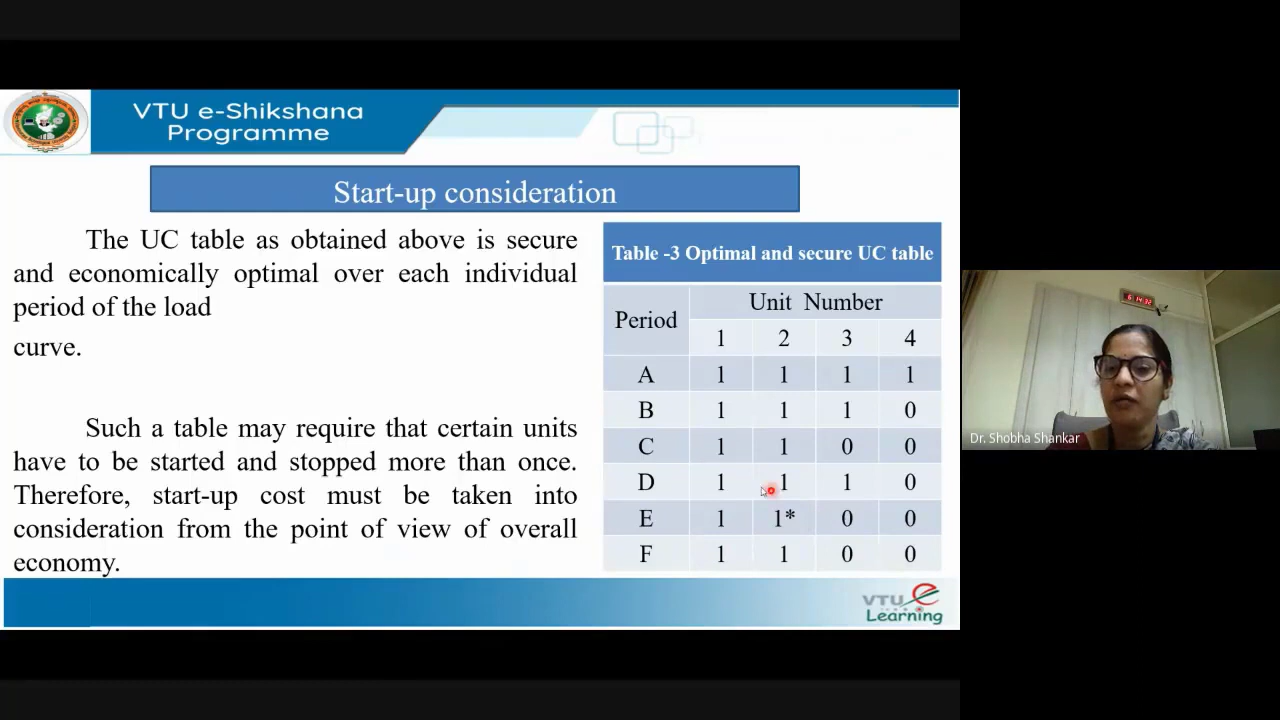 VTU e-Shikshana
Programme
Start-up consideration
The UC table as obtained above is secure
and economically optimal over each individual
period of the load
curve.
Such a table may require that certain units
have to be started and stopped more than once.
Therefore, start-up cost must be taken into
consideration from the point of view of overall
economy.
Table -3 Optimal and secure UC table
Period Unit Number
1 2 3 4
A 1 1 1 1
B 1 1 1 0
C 1 1 0 0
D 1 1 1 0
E 1 1* 0 0
F 1 1 0 0
VTU e
Learning
Dr. Shobha Shankar